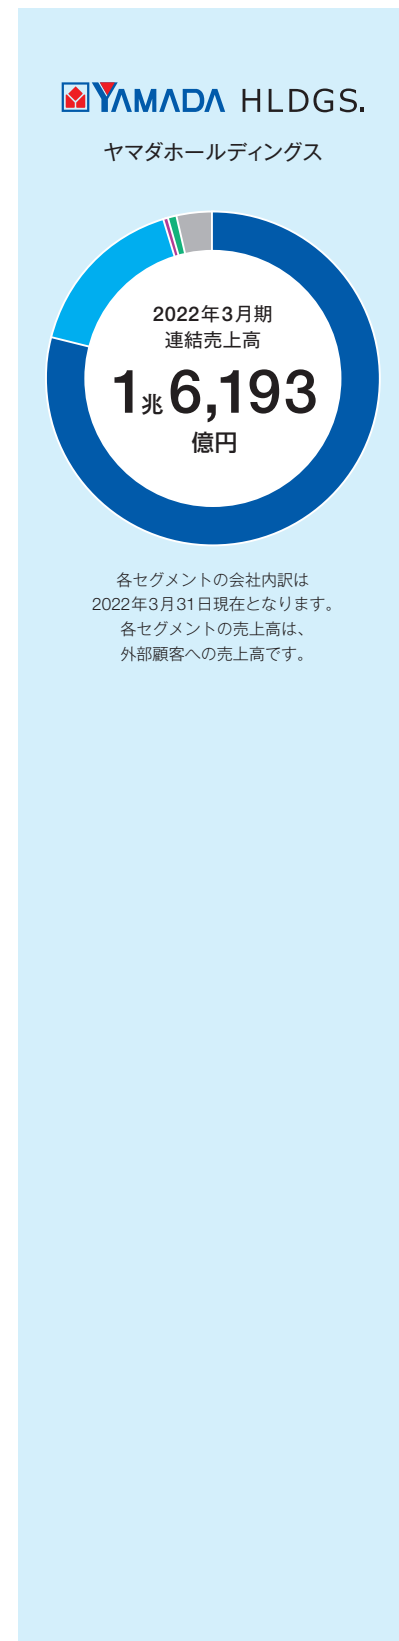 YAMADA HLDGS.
ヤマダホールディングス
2022年3月期
連結売上高
1兆6,193
億円
各セグメントの会社内訳は
2022年3月31日現在となります。
各セグメントの売上高は、
外部顧客への売上高です。